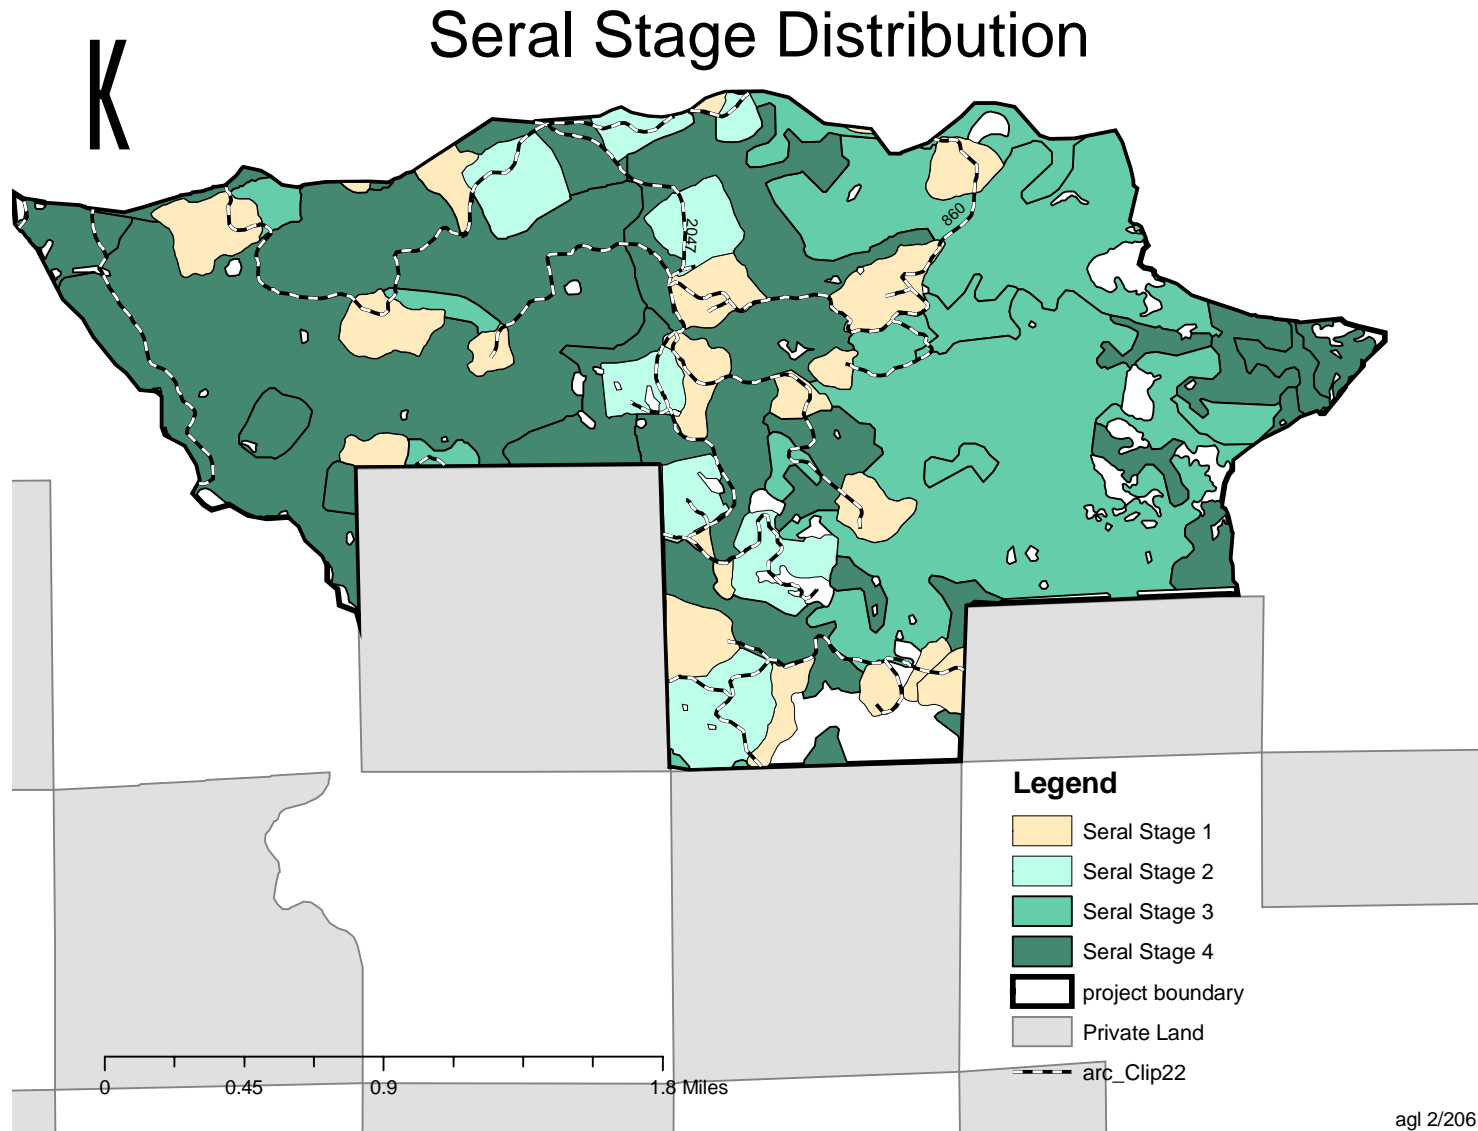 Seral Stage Distribution
K
2047
860
Legend
Seral Stage 1
Seral Stage 2
Seral Stage 3
Seral Stage 4
project boundary
Private Land
arc_Clip22
0 0.45 0.9 1.8 Miles
agl 2/206